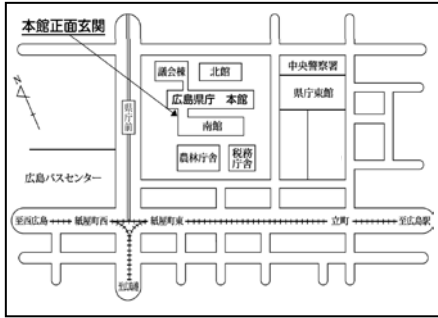 本館正面玄関
議会棟
北館
中央警察署
広島県庁 本館
県庁東館
N
県庁前
南館
農林庁舎
税務
庁舎
広島バスセンター
至西広島
紙屋町西
紙屋町東
立町
至広島駅